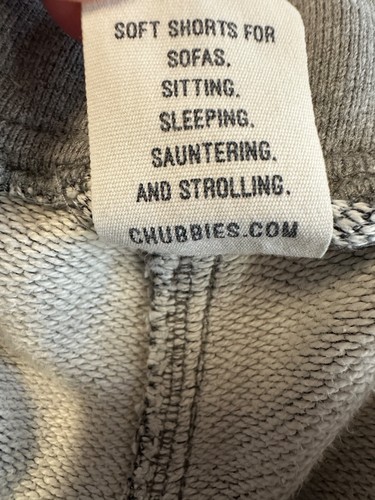 SOFT SHORTS FOR
SOFAS.
SITTING.
SLEEPING.
SAUNTERING.
AND STROLLING.
CHUBBIES.COM